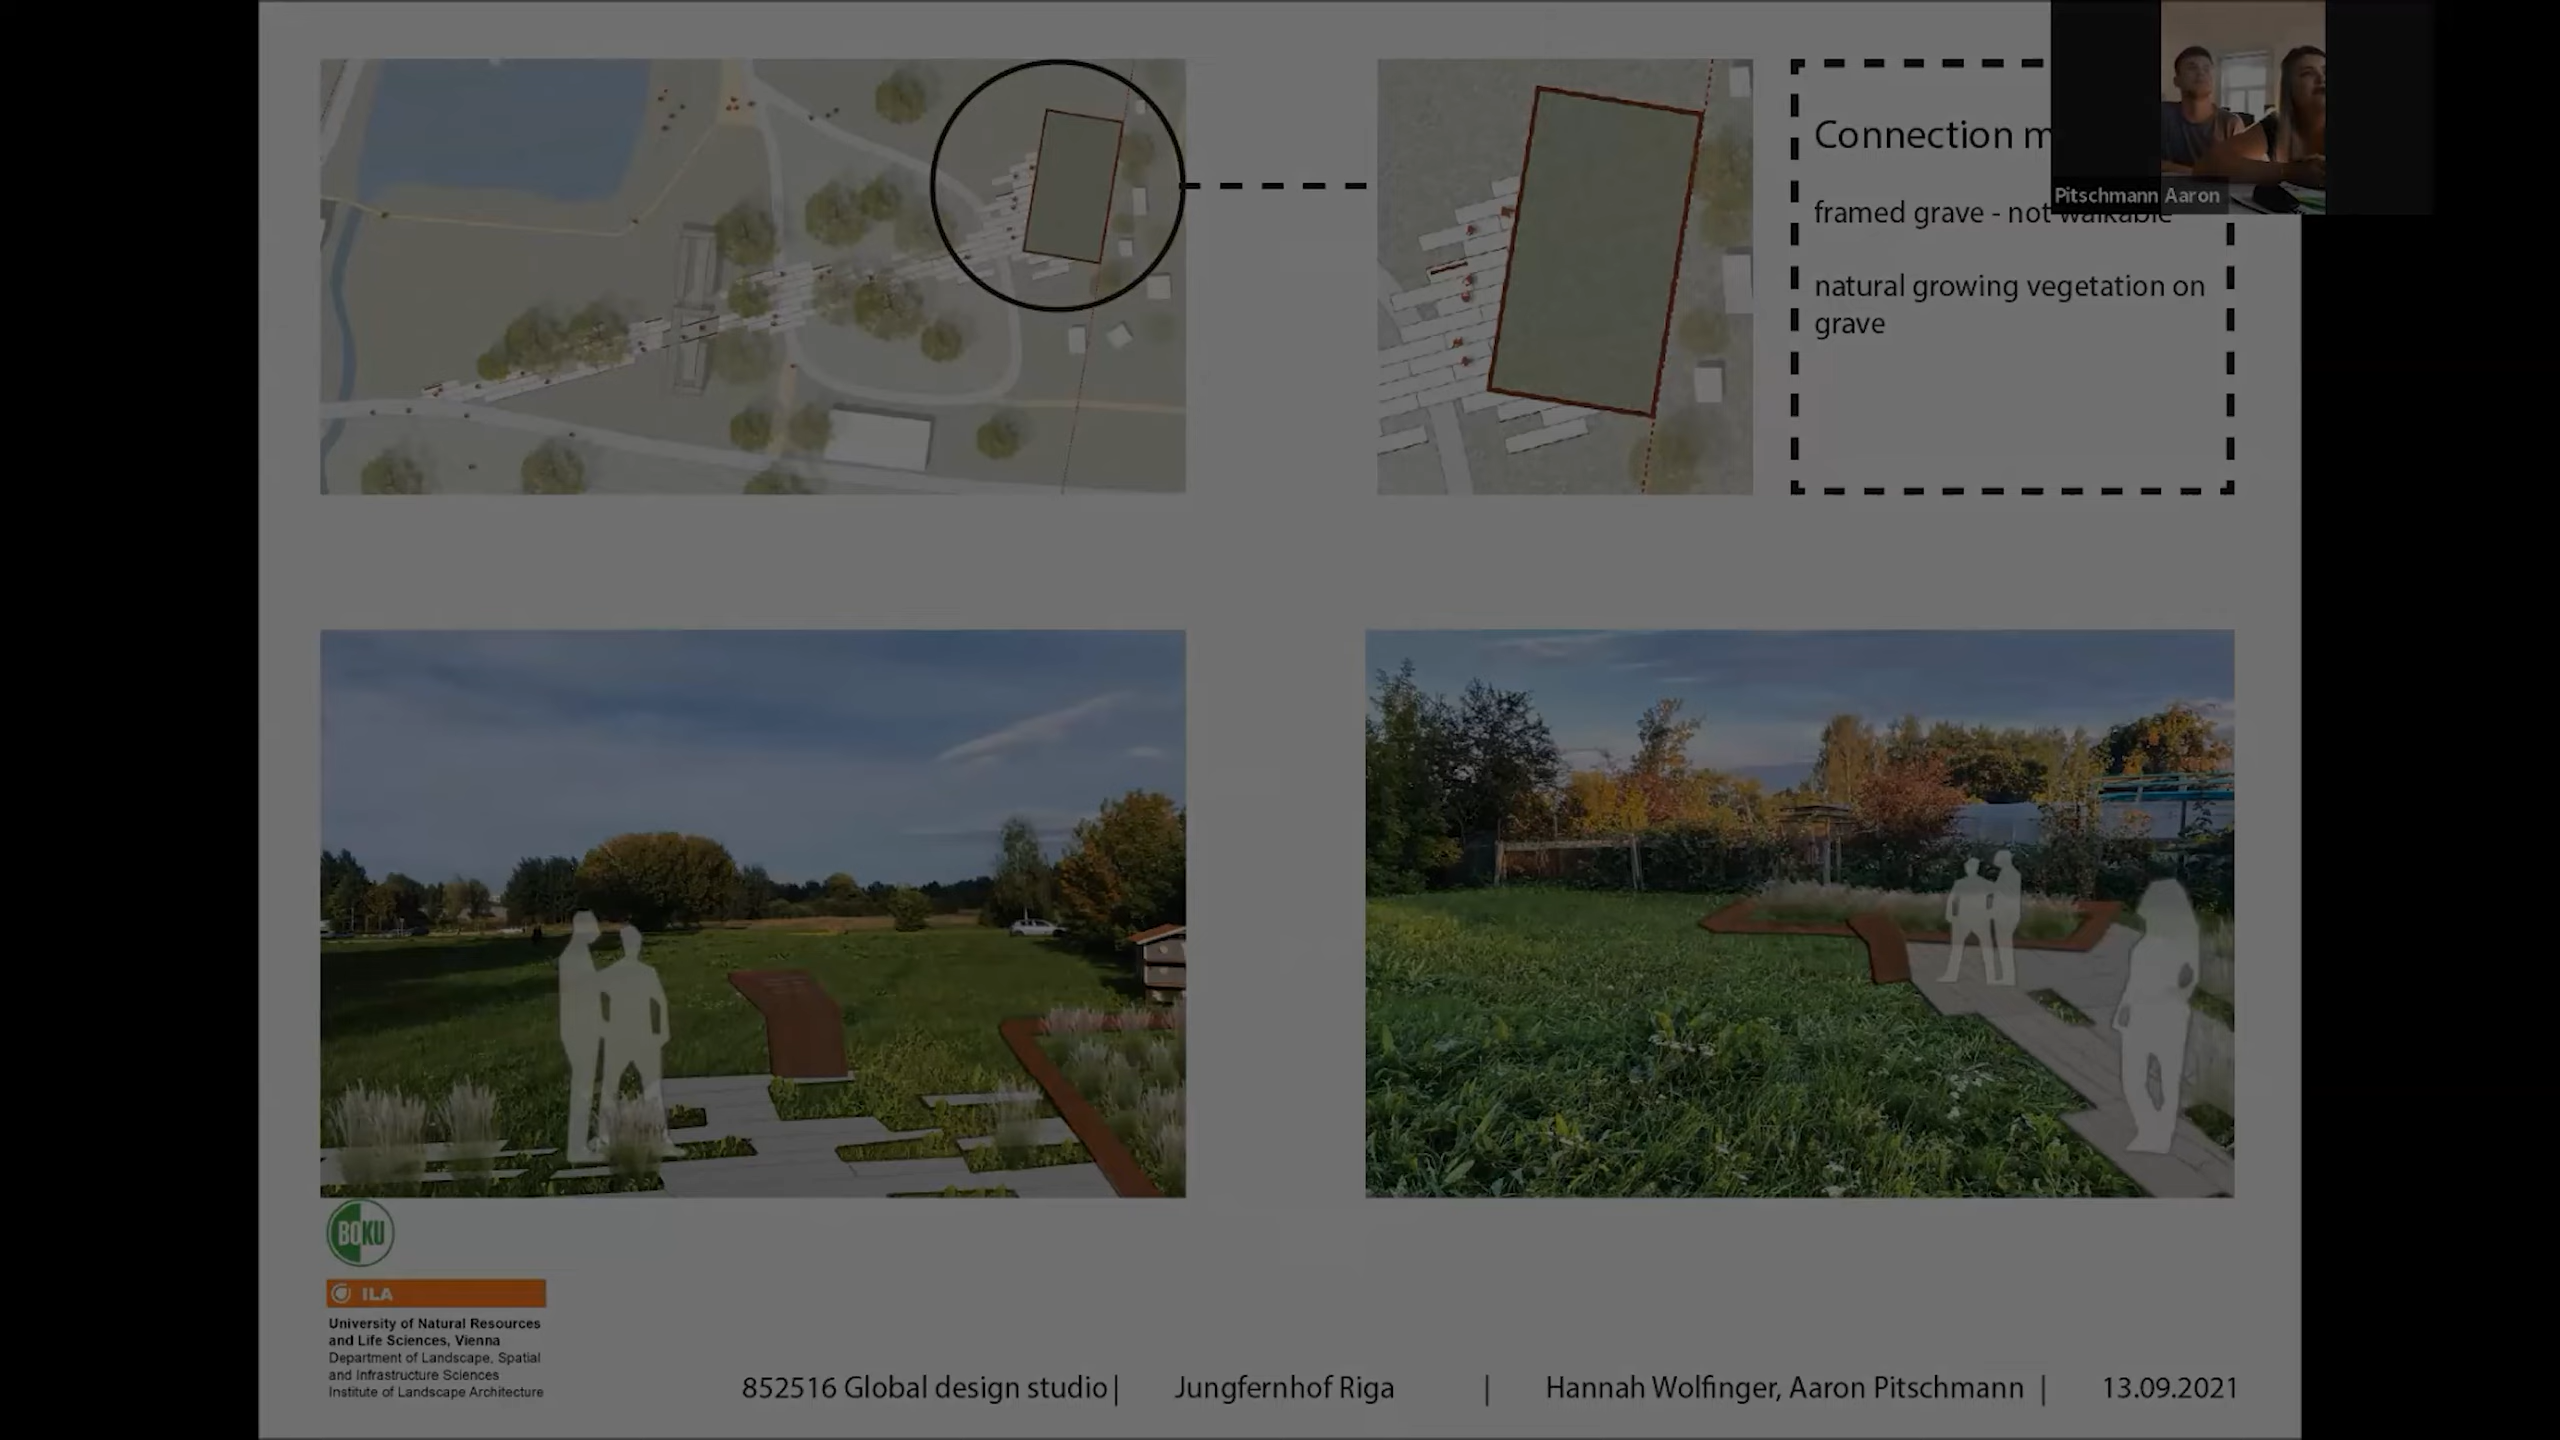 Connection m
Pitschmann Aaron
framed grave - not walkable
natural growing vegetation on
grave
BOKU
ILA
University of Natural Resources
and Life Sciences, Vienna
Department of Landscape, Spatial
and Infrastructure Sciences
Institute of Landscape Architecture
852516 Global design studio | Jungfernhof Riga | Hannah Wolfinger, Aaron Pitschmann | 13.09.2021